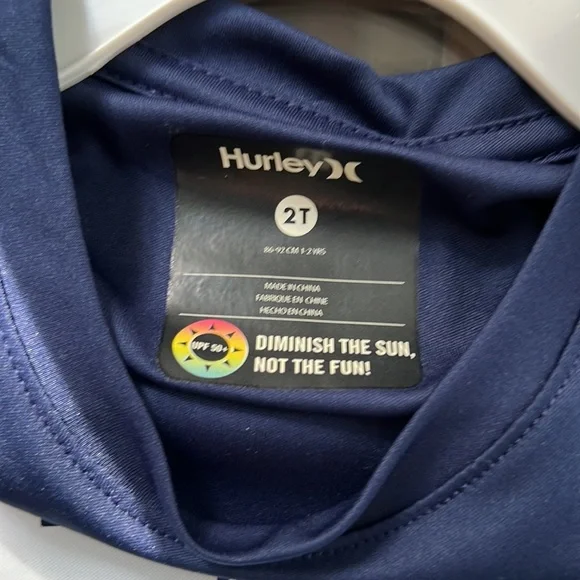 Hurley
2T
86-92 CM 1-2 YRS
MADE IN CHINA
FABRIQUE EN CHINE
HECHO EN CHINA
UPF 50+
DIMINISH THE SUN,
NOT THE FUN!